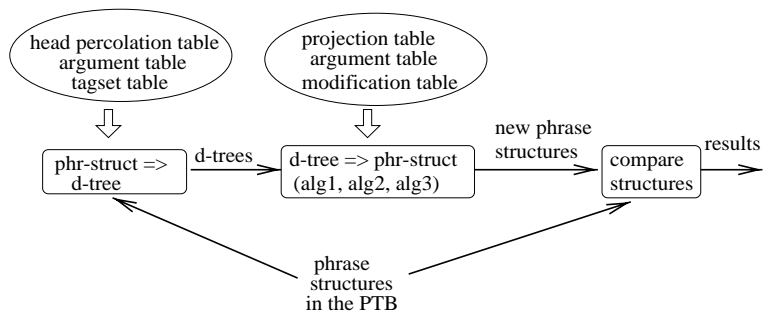 head percolation table
argument table
tagset table
projection table
argument table
modification table
phr-struct =>
d-tree
d-trees
d-tree => phr-struct
(alg1, alg2, alg3)
new phrase
structures
compare
structures
results
phrase
structures
in the PTB